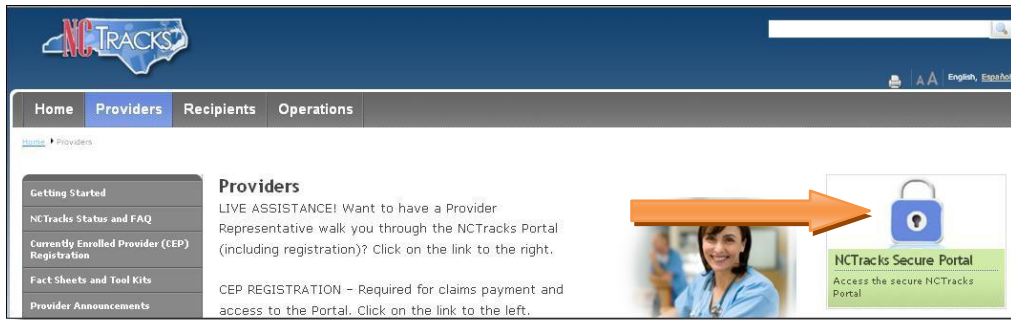 NCTRACKS
A A English, Español
Home Providers Recipients Operations
Home Providers
Getting Started
NCTracks Status and FAQ
Currently Enrolled Provider (CEP)
Registration
Fact Sheets and Tool Kits
Provider Announcements
Providers
LIVE ASSISTANCE! Want to have a Provider
Representative walk you through the NCTracks Portal
(including registration)? Click on the link to the right.
CEP REGISTRATION – Required for claims payment and
access to the Portal. Click on the link to the left.
NCTracks Secure Portal
Access the secure NCTracks
Portal